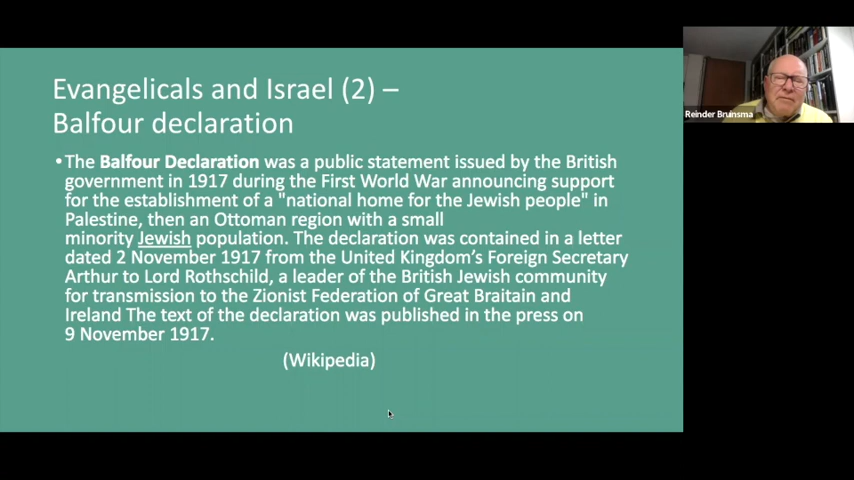 Evangelicals and Israel (2) –
Balfour declaration
•The Balfour Declaration was a public statement issued by the British
government in 1917 during the First World War announcing support
for the establishment of a "national home for the Jewish people" in
Palestine, then an Ottoman region with a small
minority Jewish population. The declaration was contained in a letter
dated 2 November 1917 from the United Kingdom's Foreign Secretary
Arthur to Lord Rothschild, a leader of the British Jewish community
for transmission to the Zionist Federation of Great Braitain and
Ireland The text of the declaration was published in the press on
9 November 1917.
(Wikipedia)
Reinder Bruinsma